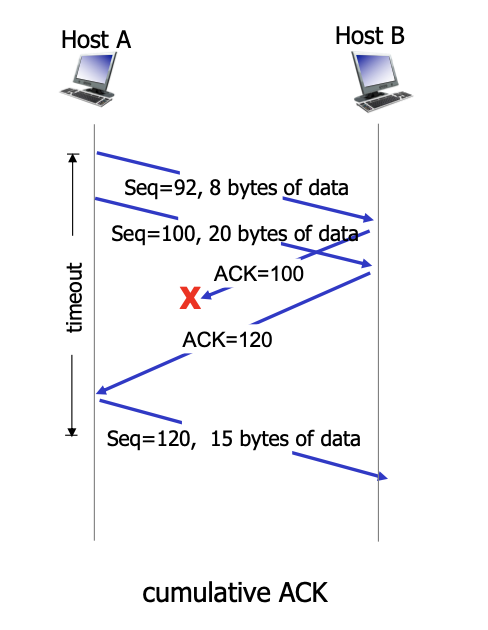 Host A
Host B
Seq=92, 8 bytes of data
Seq=100, 20 bytes of data
ACK=100
X
timeout
ACK=120
Seq=120,  15 bytes of data
cumulative ACK